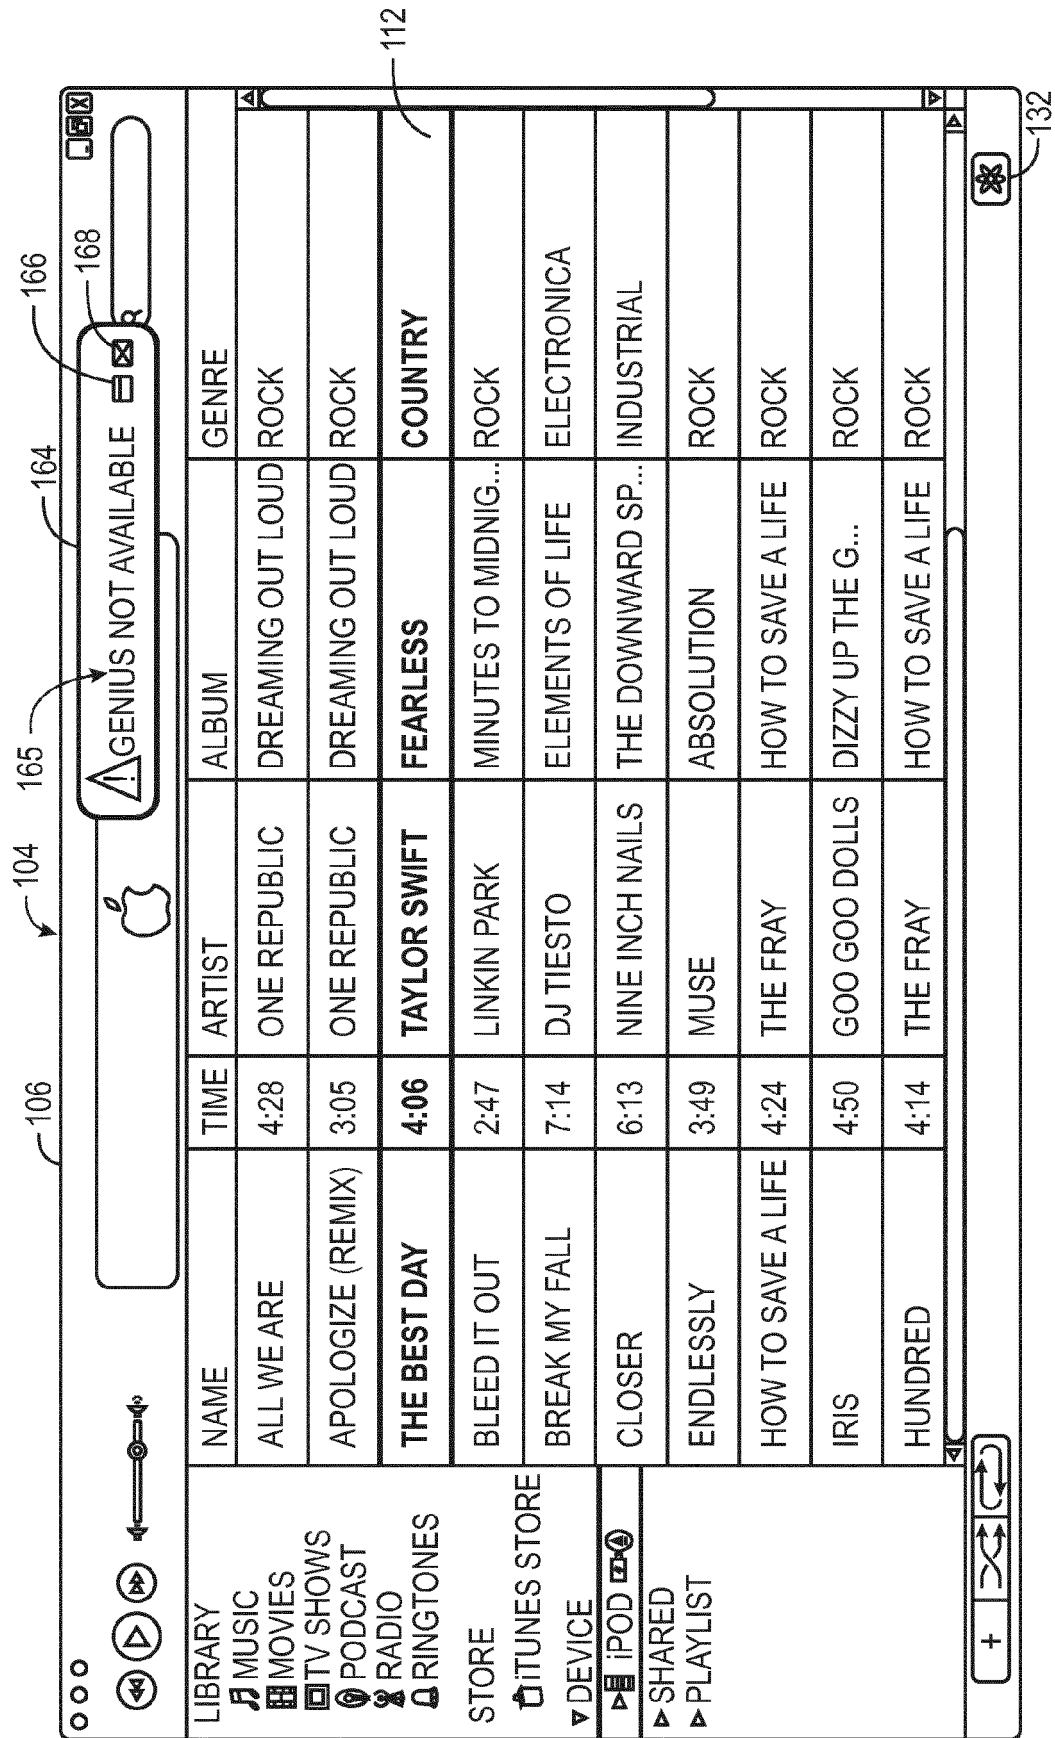 104
106
165
164
166
168
GENIUS NOT AVAILABLE
LIBRARY
MUSIC
MOVIES
TV SHOWS
PODCAST
RADIO
RINGTONES
STORE
iTUNES STORE
DEVICE
iPOD
SHARED
PLAYLIST
NAME TIME ARTIST ALBUM GENRE
ALL WE ARE 4:28 ONE REPUBLIC DREAMING OUT LOUD ROCK
APOLOGIZE (REMIX) 3:05 ONE REPUBLIC DREAMING OUT LOUD ROCK
THE BEST DAY 4:06 TAYLOR SWIFT FEARLESS COUNTRY
112
BLEED IT OUT 2:47 LINKIN PARK MINUTES TO MIDNIG... ROCK
BREAK MY FALL 7:14 DJ TIESTO ELEMENTS OF LIFE ELECTRONICA
CLOSER 6:13 NINE INCH NAILS THE DOWNWARD SP... INDUSTRIAL
ENDLESSLY 3:49 MUSE ABSOLUTION ROCK
HOW TO SAVE A LIFE 4:24 THE FRAY HOW TO SAVE A LIFE ROCK
IRIS 4:50 GOO GOO DOLLS DIZZY UP THE G... ROCK
HUNDRED 4:14 THE FRAY HOW TO SAVE A LIFE ROCK
+
132